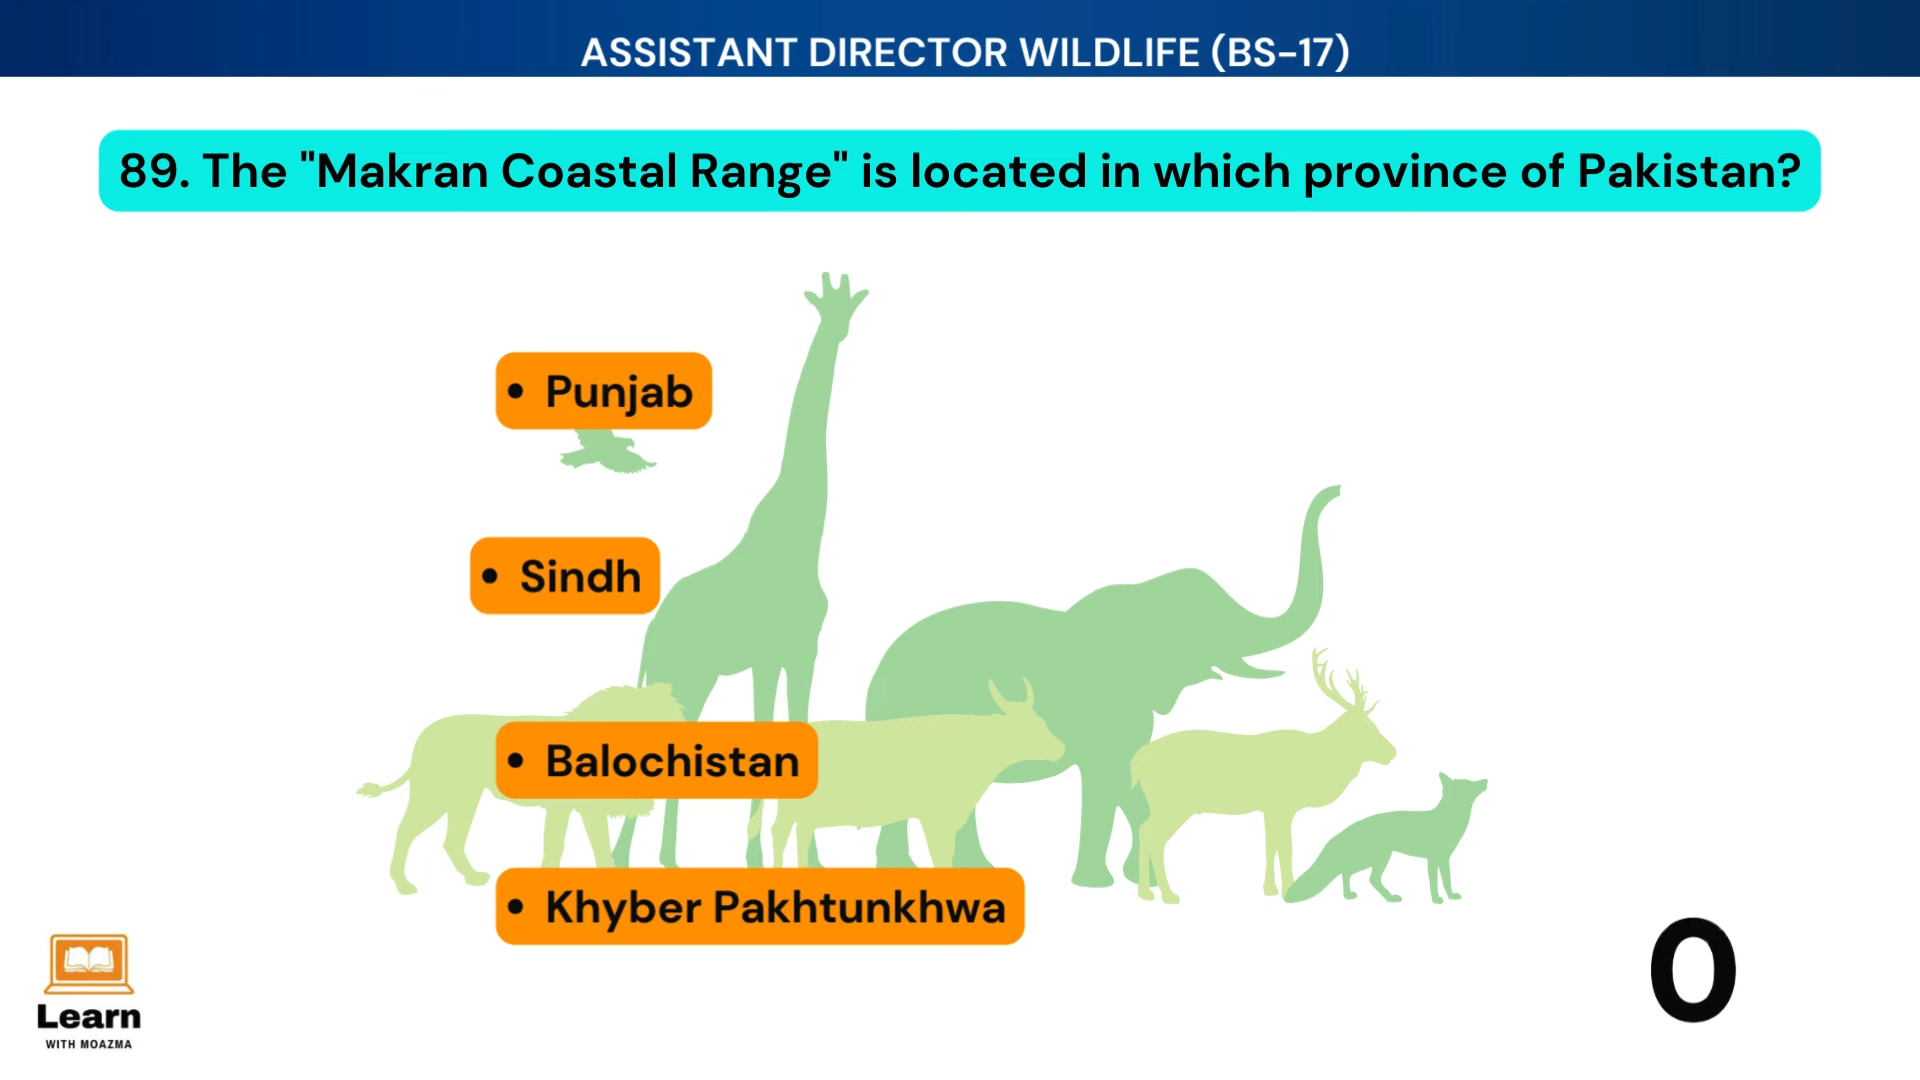 ASSISTANT DIRECTOR WILDLIFE (BS-17)
89. The "Makran Coastal Range" is located in which province of Pakistan?
• Punjab
• Sindh
• Balochistan
• Khyber Pakhtunkhwa
0
Learn
WITH MOAZMA